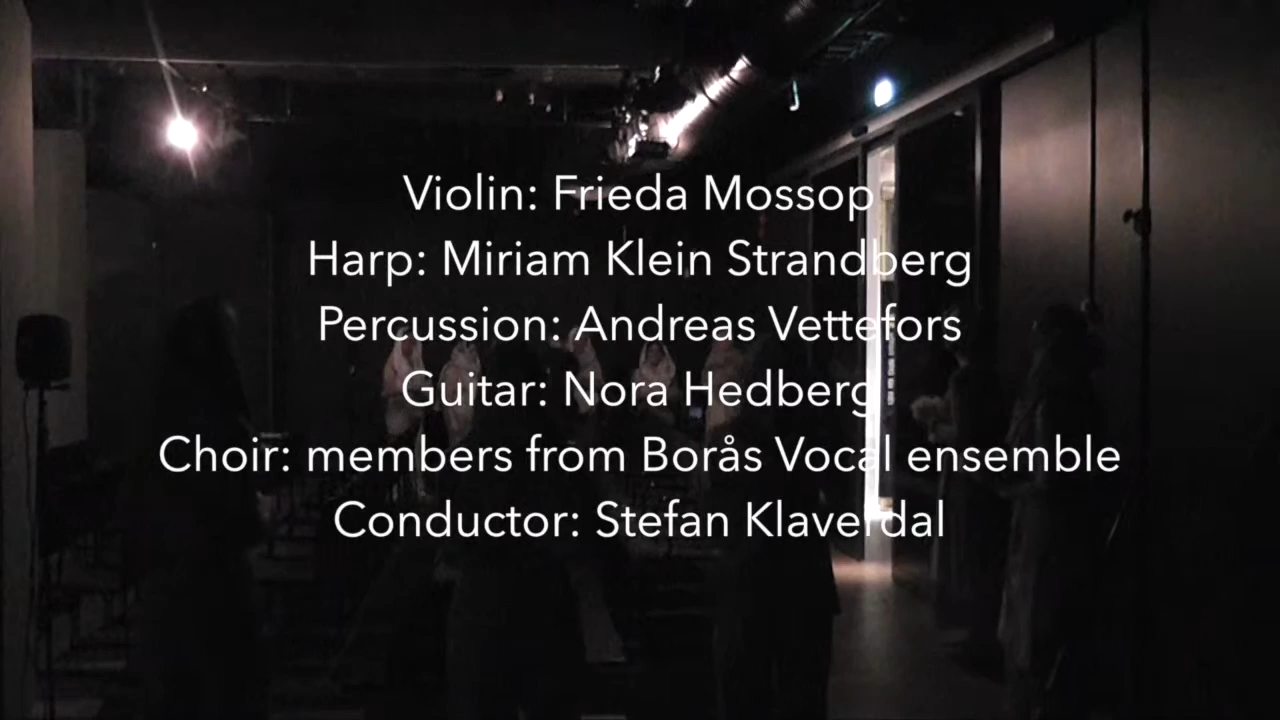 Violin: Frieda Mossop
Harp: Miriam Klein Strandberg
Percussion: Andreas Vettefors
Guitar: Nora Hedberg
Choir: members from Borås Vocal ensemble
Conductor: Stefan Klaverdal